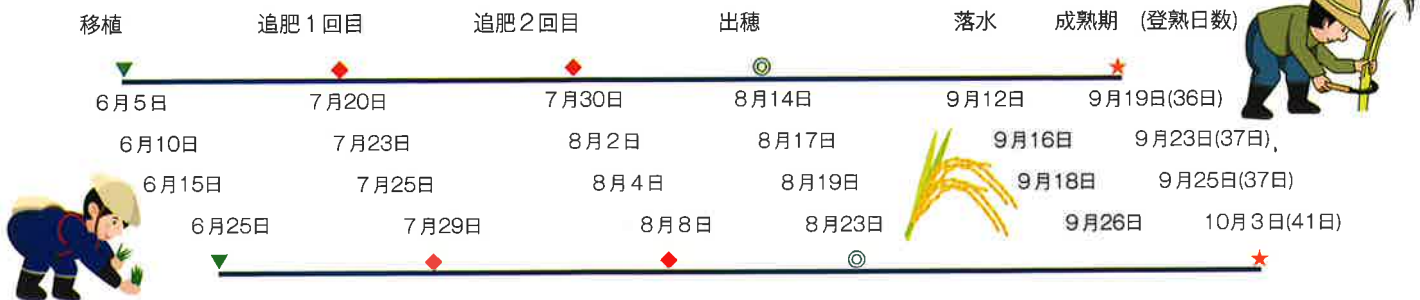 移植 追肥1回目 追肥2回目 出穂 落水 成熟期 (登熟日数)
6月5日 7月20日 7月30日 8月14日 9月12日 9月19日(36日)
6月10日 7月23日 8月2日 8月17日 9月16日 9月23日(37日)
6月15日 7月25日 8月4日 8月19日 9月18日 9月25日(37日)
6月25日 7月29日 8月8日 8月23日 9月26日 10月3日(41日)